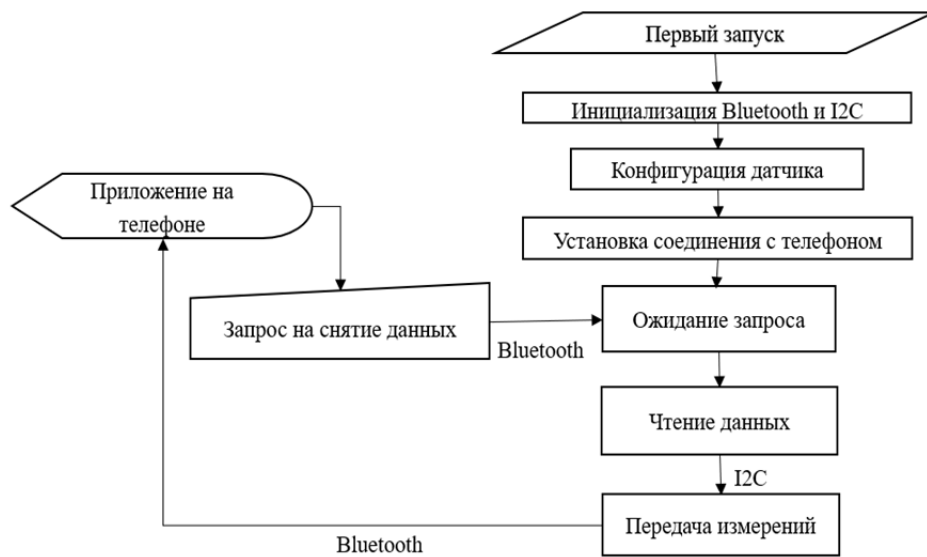 Первый запуск
Инициализация Bluetooth и I2C
Конфигурация датчика
Приложение на
телефоне
Установка соединения с телефоном
Запрос на снятие данных
Bluetooth
Ожидание запроса
Чтение данных
I2C
Передача измерений
Bluetooth